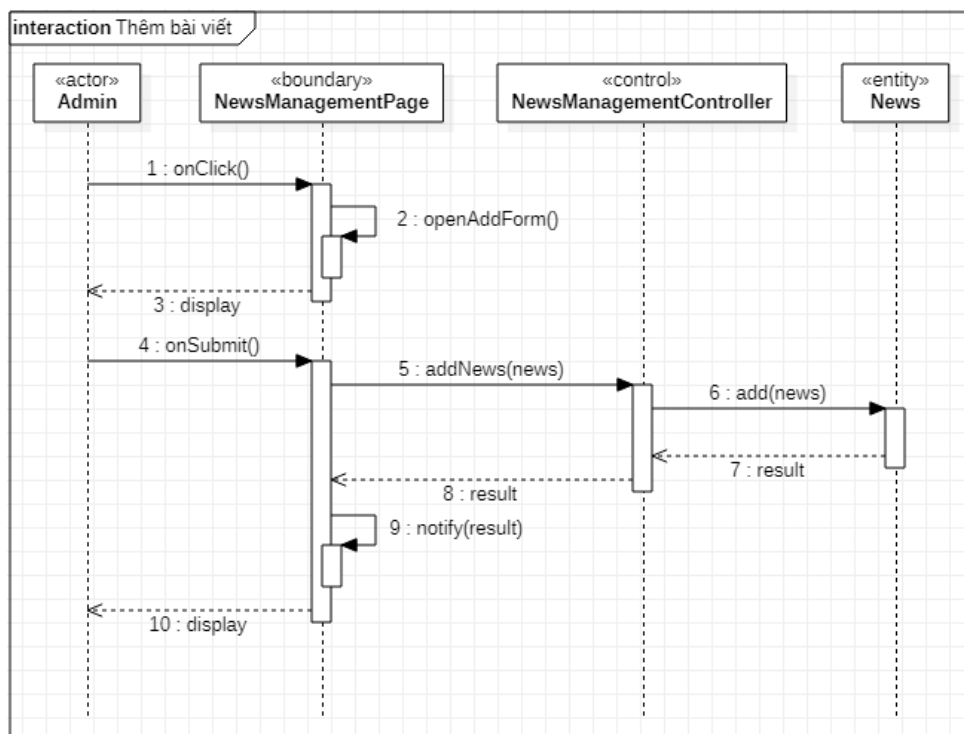 interaction Thêm bài viết
«actor»
Admin
«boundary»
NewsManagementPage
«control»
NewsManagementController
«entity»
News
1 : onClick()
2 : openAddForm()
3 : display
4 : onSubmit()
5 : addNews(news)
6 : add(news)
7 : result
8 : result
9 : notify(result)
10 : display